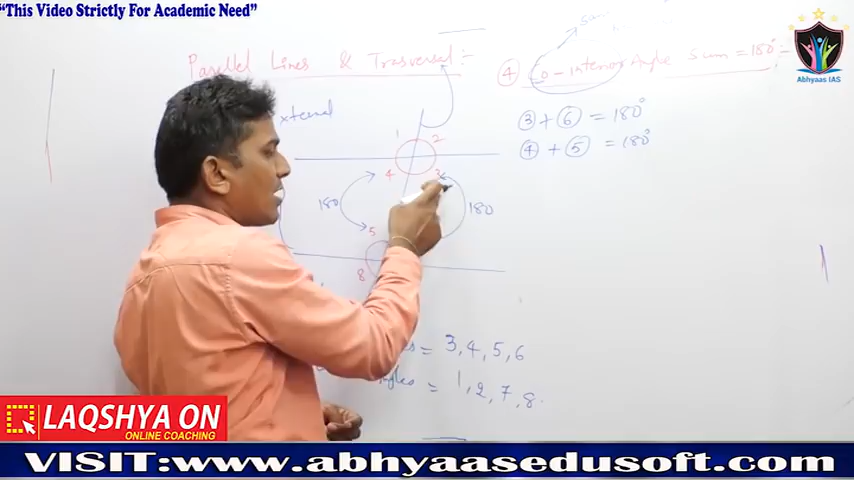 "This Video Strictly For Academic Need"
Parallel Lines & Trasversal :-
④ Co-interior Angle Sum = 180° :-
③ + ⑥ = 180°
④ + ⑤ = 180°
1 2
4 3
180
180
5
8
= 3, 4, 5, 6
= 1, 2, 7, 8.
Abhyaas IAS
LAQSHYA ON
ONLINE COACHING
VISIT:www.abhyaasedusoft.com